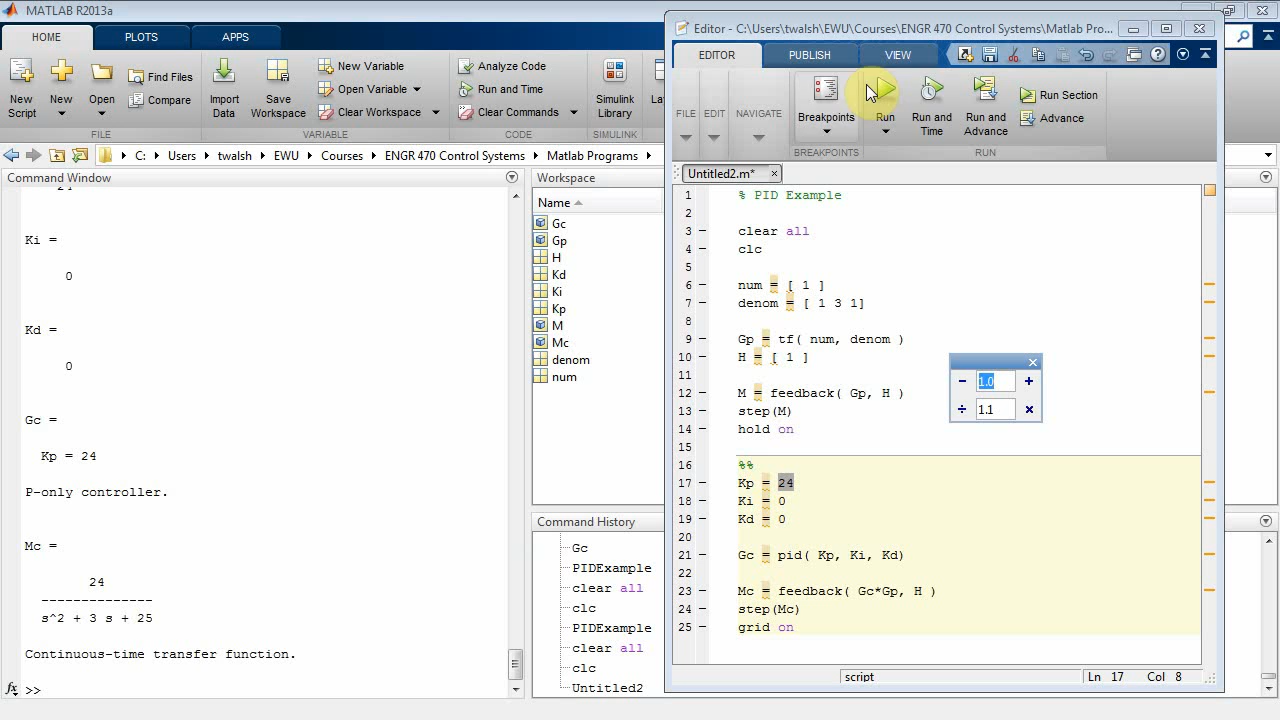 MATLAB R2013a
HOME PLOTS APPS
New Script
New
Open
Find Files
Compare
Import Data
Save Workspace
New Variable
Open Variable
Clear Workspace
Analyze Code
Run and Time
Clear Commands
Simulink Library
FILE VARIABLE CODE SIMULINK
C: Users twalsh EWU Courses ENGR 470 Control Systems Matlab Programs
Command Window
24
Ki =
0
Kd =
0
Gc =
Kp = 24
P-only controller.
Mc =
24
--------------
s^2 + 3 s + 25
Continuous-time transfer function.
fx >>
Workspace
Name
Gc
Gp
H
Kd
Ki
Kp
M
Mc
denom
num
Command History
Gc
PIDExample
clear all
clc
PIDExample
clear all
clc
Untitled2
Editor - C:\Users\twalsh\EWU\Courses\ENGR 470 Control Systems\Matlab Pro...
EDITOR PUBLISH VIEW
FILE EDIT NAVIGATE
Breakpoints
Run
Run and Time
Run and Advance
Run Section
Advance
BREAKPOINTS RUN
Untitled2.m*
1 % PID Example
2
3 clear all
4 clc
5
6 num = [ 1 ]
7 denom = [ 1 3 1]
8
9 Gp = tf( num, denom )
10 H = [ 1 ]
11
12 M = feedback( Gp, H )
13 step(M)
14 hold on
15
16 %%
17 Kp = 24
18 Ki = 0
19 Kd = 0
20
21 Gc = pid( Kp, Ki, Kd)
22
23 Mc = feedback( Gc*Gp, H )
24 step(Mc)
25 grid on
- 1.0 +
÷ 1.1 ×
script Ln 17 Col 8